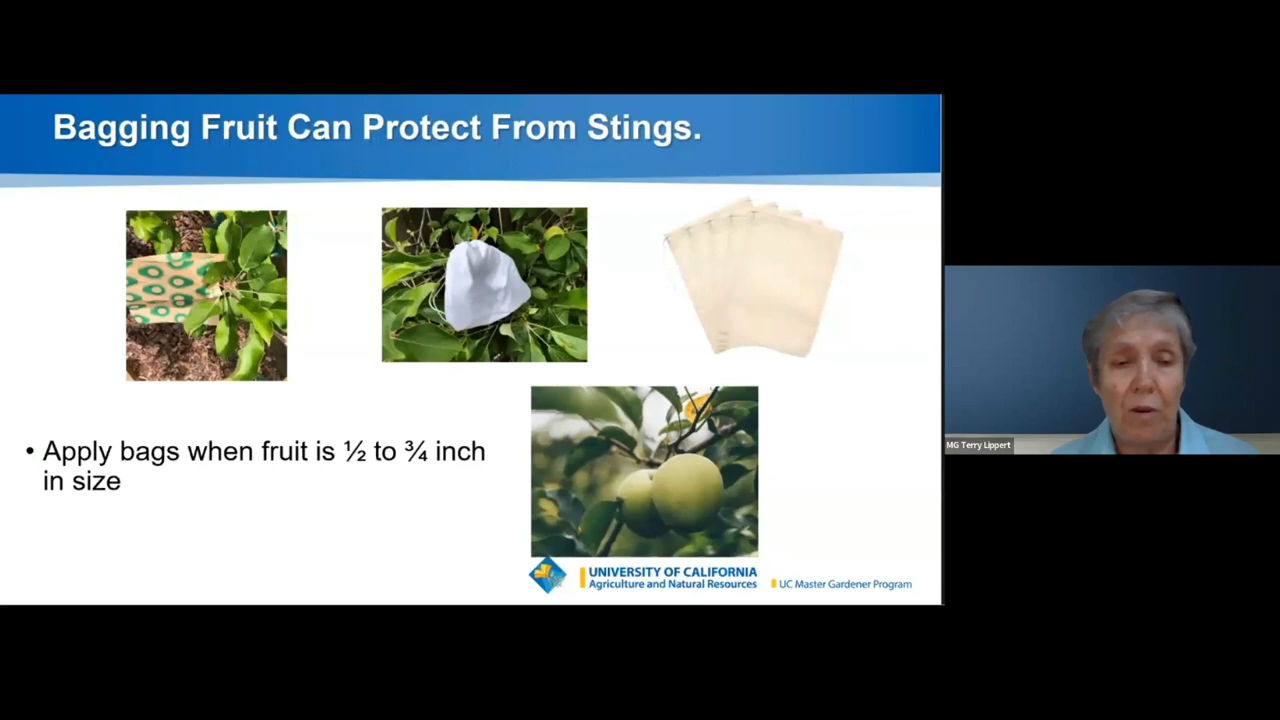 Bagging Fruit Can Protect From Stings.
• Apply bags when fruit is ½ to ¾ inch
in size
UNIVERSITY OF CALIFORNIA
Agriculture and Natural Resources
UC Master Gardener Program
MG Terry Lippert